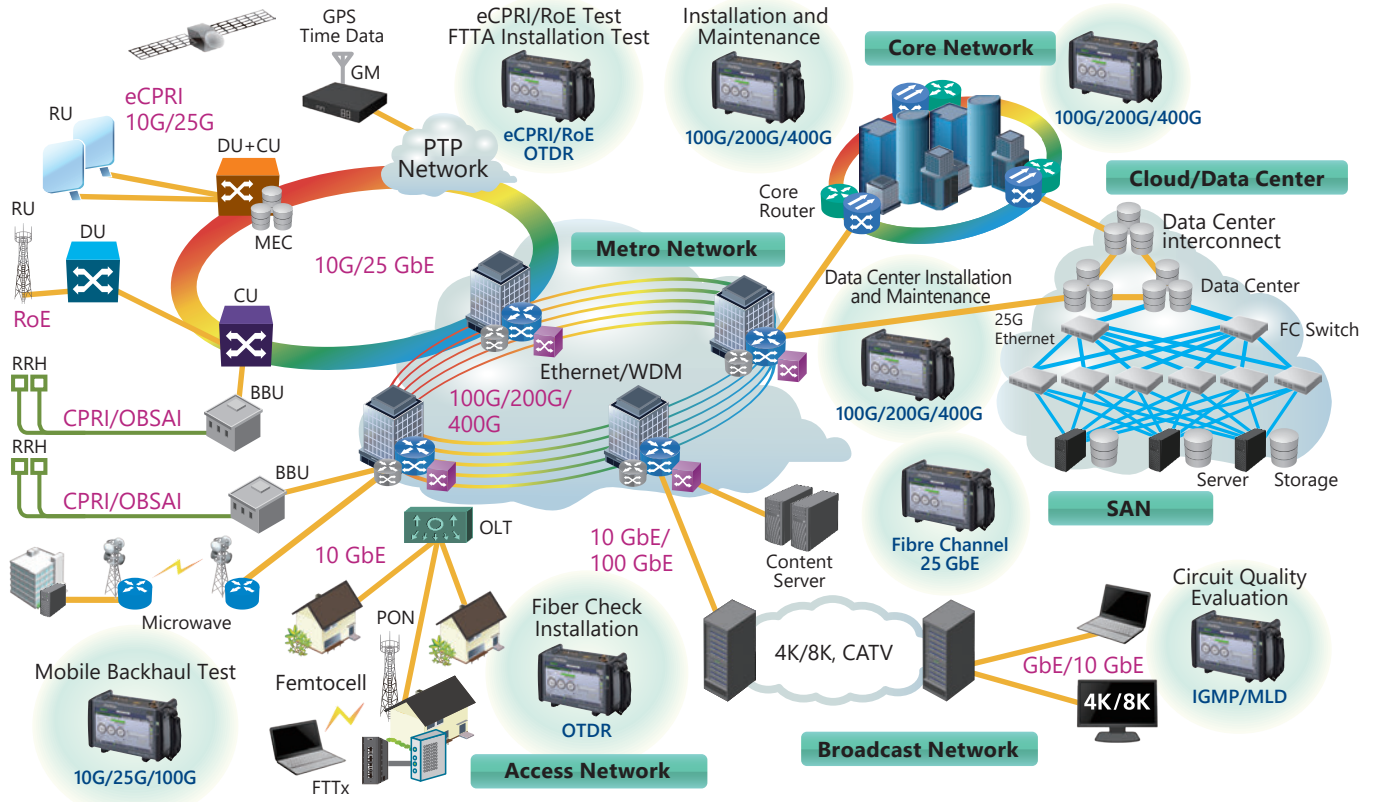 GPS
Time Data
GM
eCPRI/RoE Test
FTTA Installation Test
eCPRI/RoE
OTDR
Installation and
Maintenance
100G/200G/400G
Core Network
100G/200G/400G
RU
eCPRI
10G/25G
DU+CU
MEC
PTP
Network
Core
Router
Cloud/Data Center
Data Center
interconnect
RU
RoE
DU
CU
10G/25 GbE
Metro Network
Data Center Installation
and Maintenance
100G/200G/400G
Data Center
25G
Ethernet
FC Switch
Ethernet/WDM
100G/200G/
400G
RRH
CPRI/OBSAI
BBU
RRH
CPRI/OBSAI
BBU
Server
Storage
SAN
Fibre Channel
25 GbE
Microwave
10 GbE
OLT
10 GbE/
100 GbE
Content
Server
Mobile Backhaul Test
10G/25G/100G
PON
Femtocell
FTTx
Fiber Check
Installation
OTDR
Access Network
4K/8K, CATV
Broadcast Network
GbE/10 GbE
4K/8K
Circuit Quality
Evaluation
IGMP/MLD